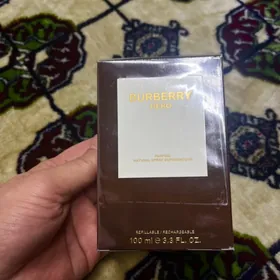 BURBERRY
HERO
PARFUM
NATURAL SPRAY VAPORISATEUR
REFILLABLE / RECHARGEABLE
100 ml ℮ 3.3 FL. OZ.